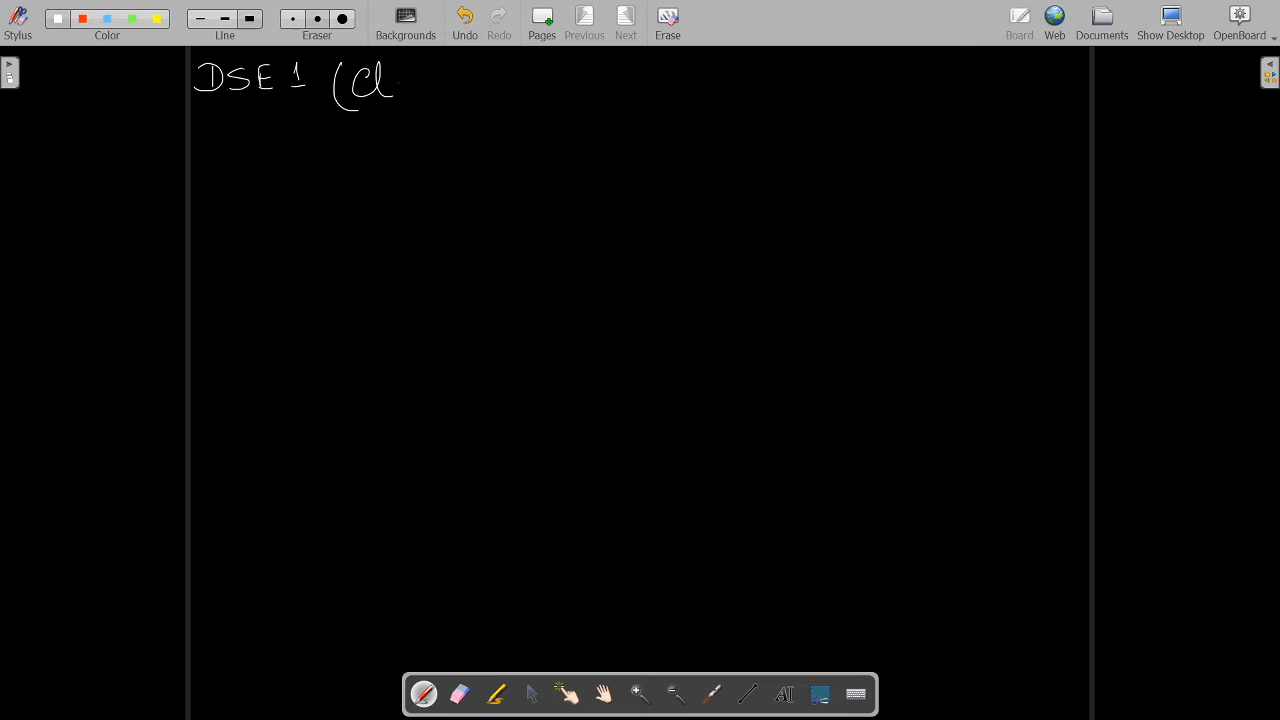 Stylus
Color
Line
Eraser
Backgrounds
Undo
Redo
Pages
Previous
Next
Erase
Board
Web
Documents
Show Desktop
OpenBoard
DSE 1 (Cl